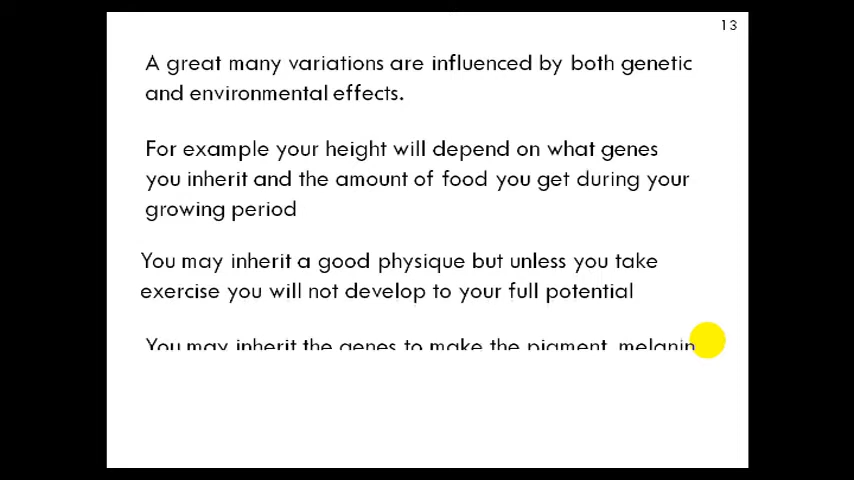 13
A great many variations are influenced by both genetic
and environmental effects.
For example your height will depend on what genes
you inherit and the amount of food you get during your
growing period
You may inherit a good physique but unless you take
exercise you will not develop to your full potential
You may inherit the genes to make the pigment, melanin